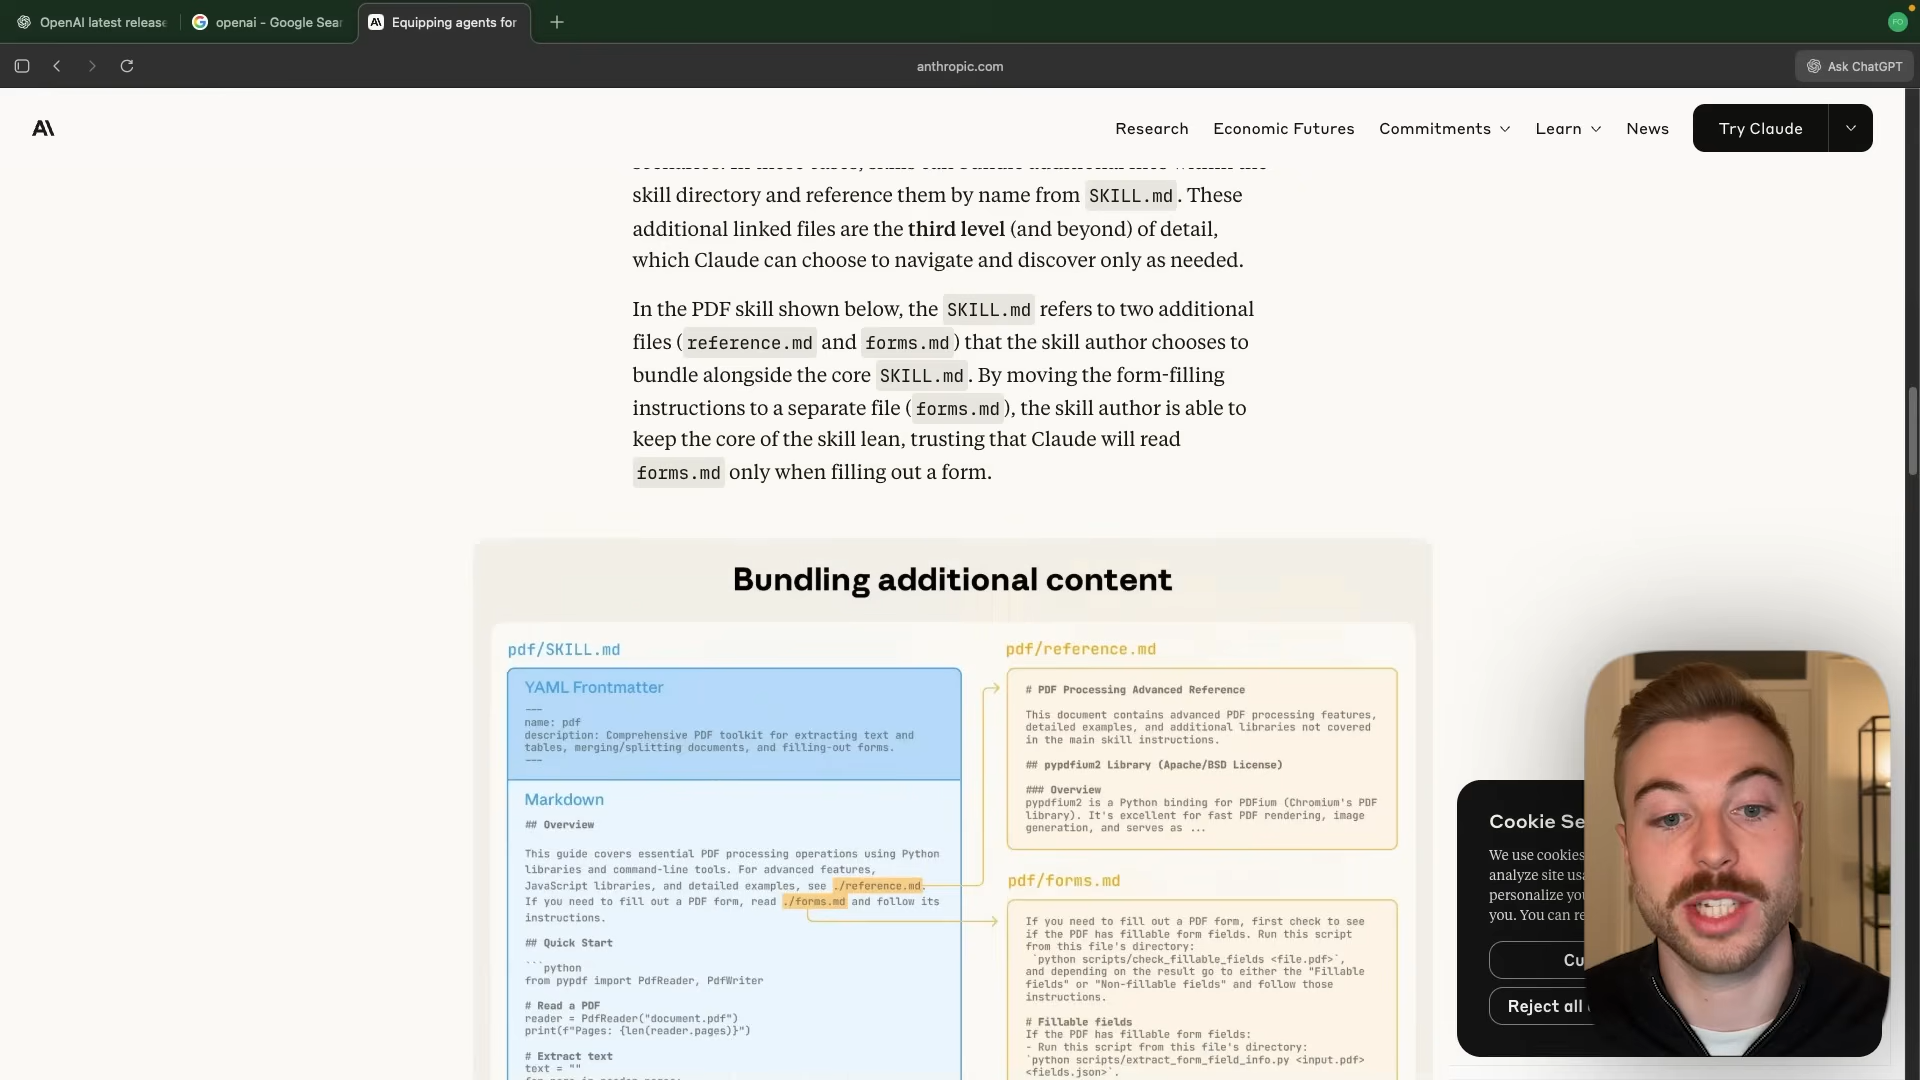 OpenAI latest release
openai - Google Sear
Equipping agents for
FO
anthropic.com
Ask ChatGPT
Research
Economic Futures
Commitments
Learn
News
Try Claude
skill directory and reference them by name from SKILL.md. These
additional linked files are the third level (and beyond) of detail,
which Claude can choose to navigate and discover only as needed.
In the PDF skill shown below, the SKILL.md refers to two additional
files (reference.md and forms.md) that the skill author chooses to
bundle alongside the core SKILL.md. By moving the form-filling
instructions to a separate file (forms.md), the skill author is able to
keep the core of the skill lean, trusting that Claude will read
forms.md only when filling out a form.
Bundling additional content
pdf/SKILL.md
YAML Frontmatter
---
name: pdf
description: Comprehensive PDF toolkit for extracting text and
tables, merging/splitting documents, and filling-out forms.
---
Markdown
## Overview
This guide covers essential PDF processing operations using Python
libraries and command-line tools. For advanced features,
JavaScript libraries, and detailed examples, see ./reference.md.
If you need to fill out a PDF form, read ./forms.md and follow its
instructions.
## Quick Start
```python
from pypdf import PdfReader, PdfWriter
# Read a PDF
reader = PdfReader("document.pdf")
print(f"Pages: {len(reader.pages)}")
# Extract text
text = ""
pdf/reference.md
# PDF Processing Advanced Reference
This document contains advanced PDF processing features,
detailed examples, and additional libraries not covered
in the main skill instructions.
## pypdfium2 Library (Apache/BSD License)
### Overview
pypdfium2 is a Python binding for PDFium (Chromium's PDF
library). It's excellent for fast PDF rendering, image
generation, and serves as ...
pdf/forms.md
If you need to fill out a PDF form, first check to see
if the PDF has fillable form fields. Run this script
from this file's directory:
`python scripts/check_fillable_fields <file.pdf>`,
and depending on the result go to either the "Fillable
fields" or "Non-fillable fields" and follow those
instructions.
# Fillable fields
If the PDF has fillable form fields:
- Run this script from this file's directory:
`python scripts/extract_form_field_info.py <input.pdf>
<fields.json>`.
Cookie Se
We use cookies
analyze site us
personalize you
you. You can re
Cu
Reject all